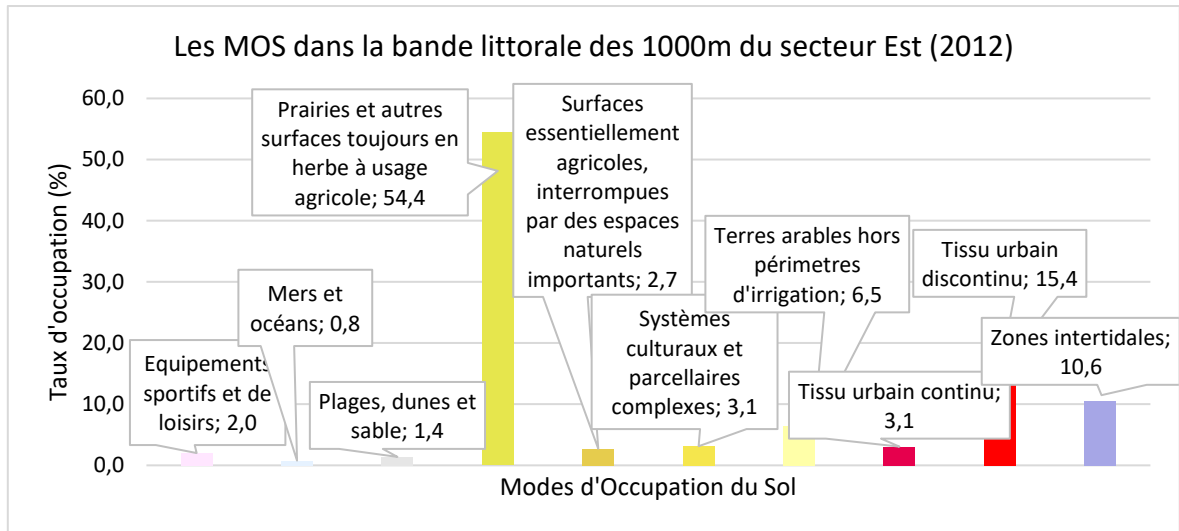 Les MOS dans la bande littorale des 1000m du secteur Est (2012)
Taux d'occupation (%)
60,0
50,0
40,0
30,0
20,0
10,0
0,0
Equipements
sportifs et de
loisirs; 2,0
Mers et
océans; 0,8
Plages, dunes et
sable; 1,4
Prairies et autres
surfaces toujours en
herbe à usage
agricole; 54,4
Surfaces
essentiellement
agricoles,
interrompues
par des espaces
naturels
importants; 2,7
Systèmes
culturaux et
parcellaires
complexes; 3,1
Terres arables hors
périmetres
d'irrigation; 6,5
Tissu urbain continu;
3,1
Tissu urbain
discontinu; 15,4
Zones intertidales;
10,6
Modes d'Occupation du Sol